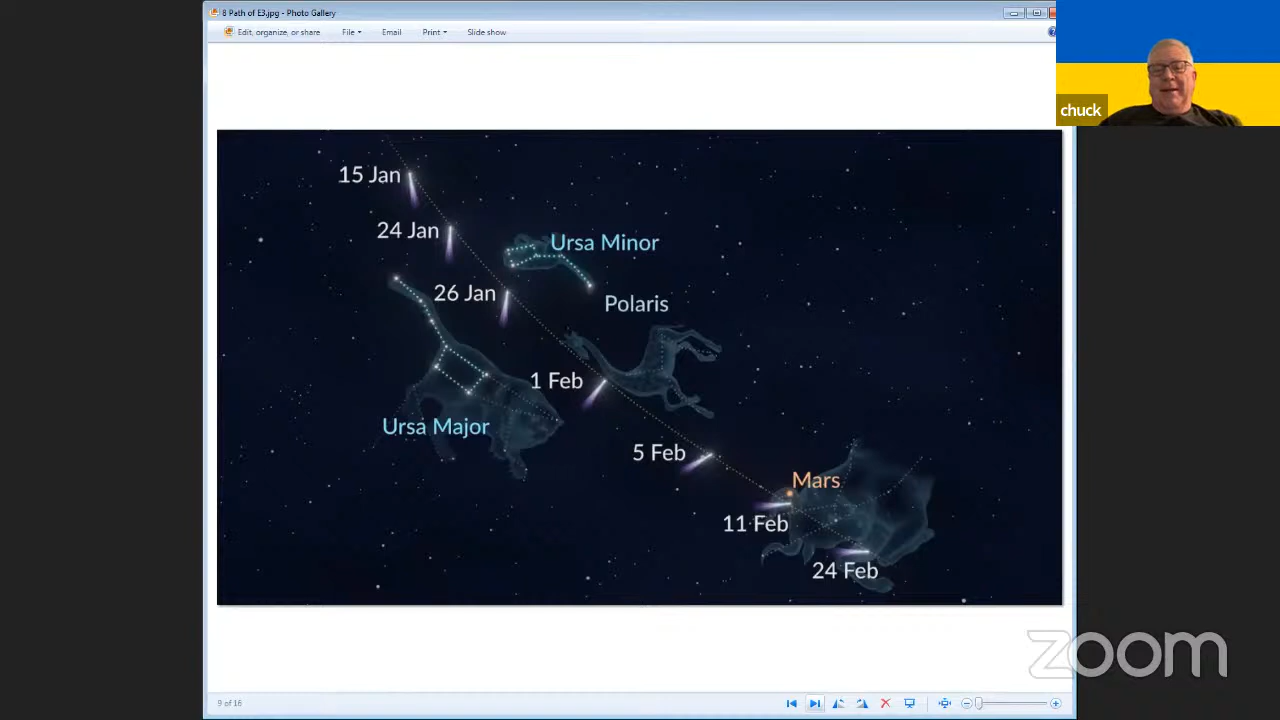 8 Path of E3.jpg - Photo Gallery
Edit, organize, or share
File
Email
Print
Slide show
chuck
15 Jan
24 Jan
Ursa Minor
26 Jan
Polaris
1 Feb
Ursa Major
5 Feb
Mars
11 Feb
24 Feb
zoom
9 of 16